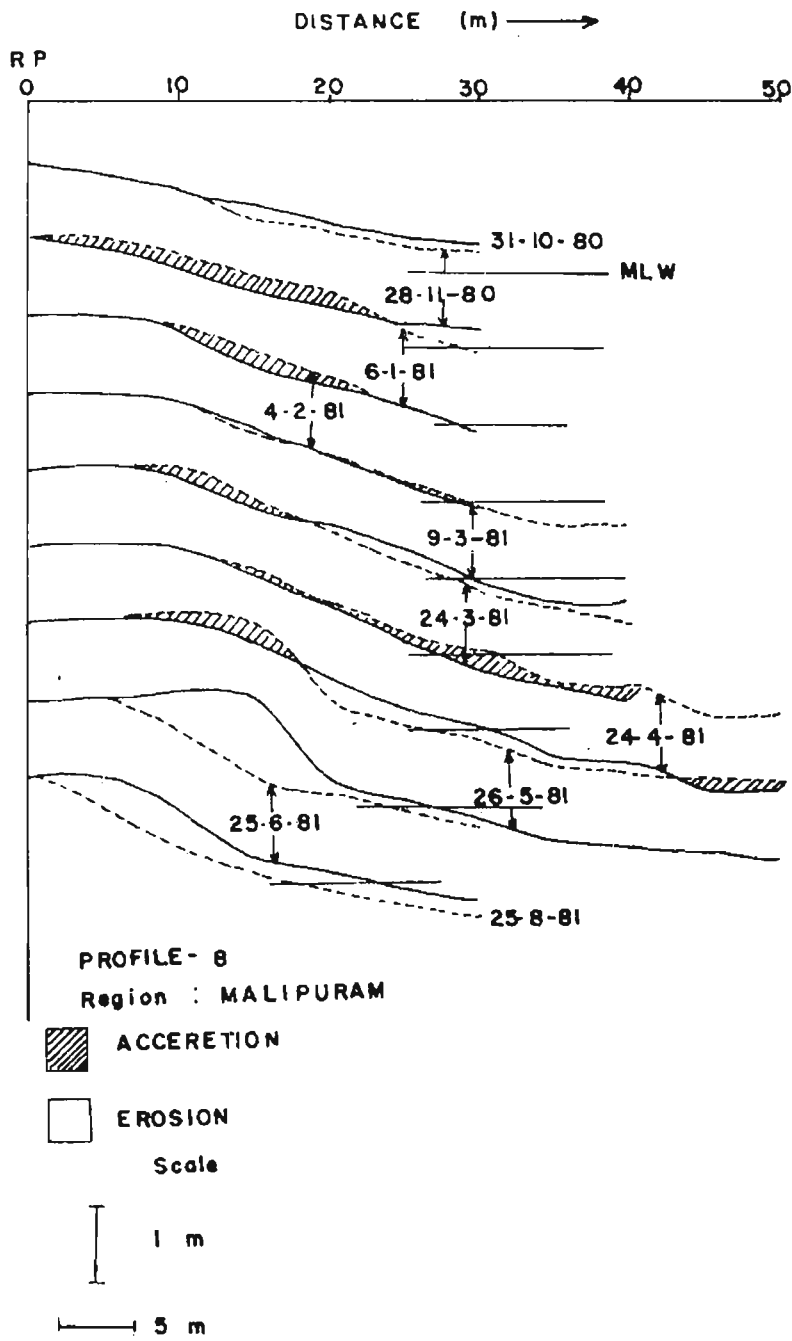 DISTANCE (m)
RP
0 10 20 30 40 50
31-10-80
MLW
28-11-80
6-1-81
4-2-81
9-3-81
24-3-81
24-4-81
26-5-81
25-6-81
25-8-81
PROFILE- 8
Region : MALIPURAM
ACCERETION
EROSION
Scale
1 m
5 m